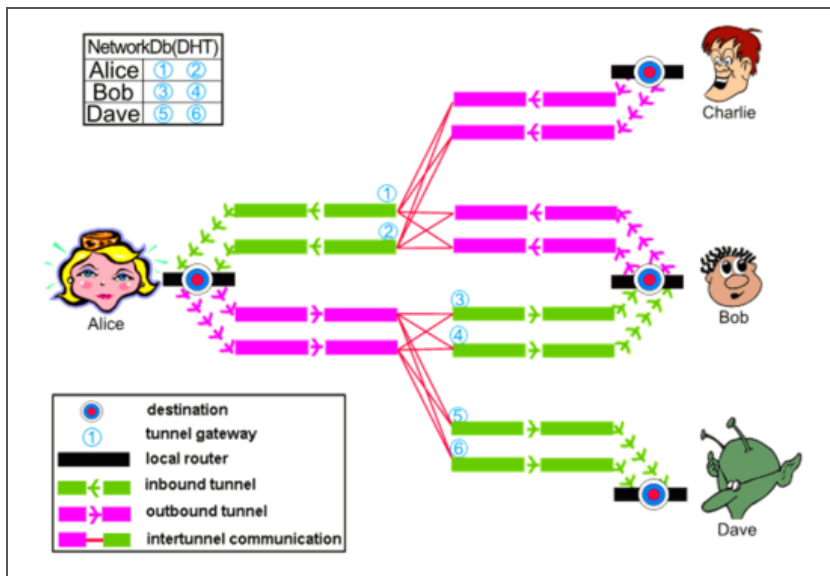 NetworkDb(DHT)
Alice ① ②
Bob ③ ④
Dave ⑤ ⑥
Charlie
①
②
Alice
③
④
Bob
⑤
⑥
Dave
destination
① tunnel gateway
local router
inbound tunnel
outbound tunnel
intertunnel communication